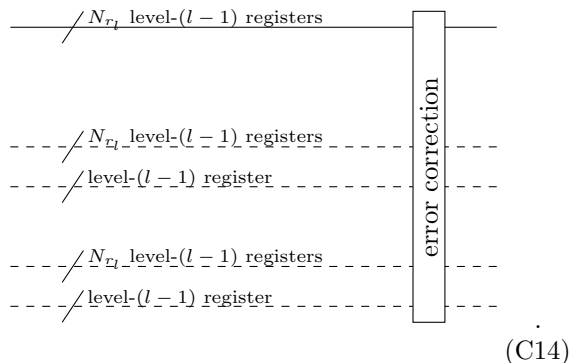 $N_{r_l}$ level-$(l-1)$ registers
$N_{r_l}$ level-$(l-1)$ registers
level-$(l-1)$ register
$N_{r_l}$ level-$(l-1)$ registers
level-$(l-1)$ register
error correction
.
(C14)